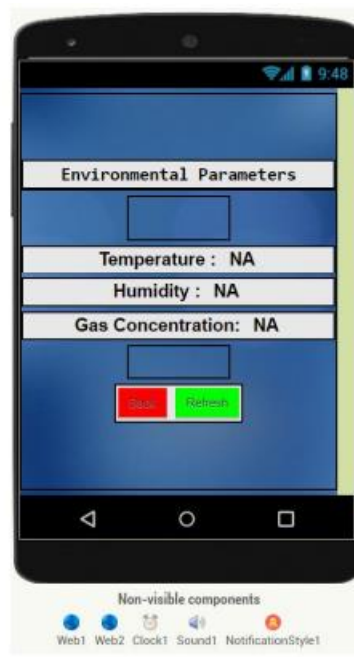 9:48
Environmental Parameters
Temperature : NA
Humidity : NA
Gas Concentration: NA
Back Refresh
Non-visible components
Web1 Web2 Clock1 Sound1 NotificationStyle1